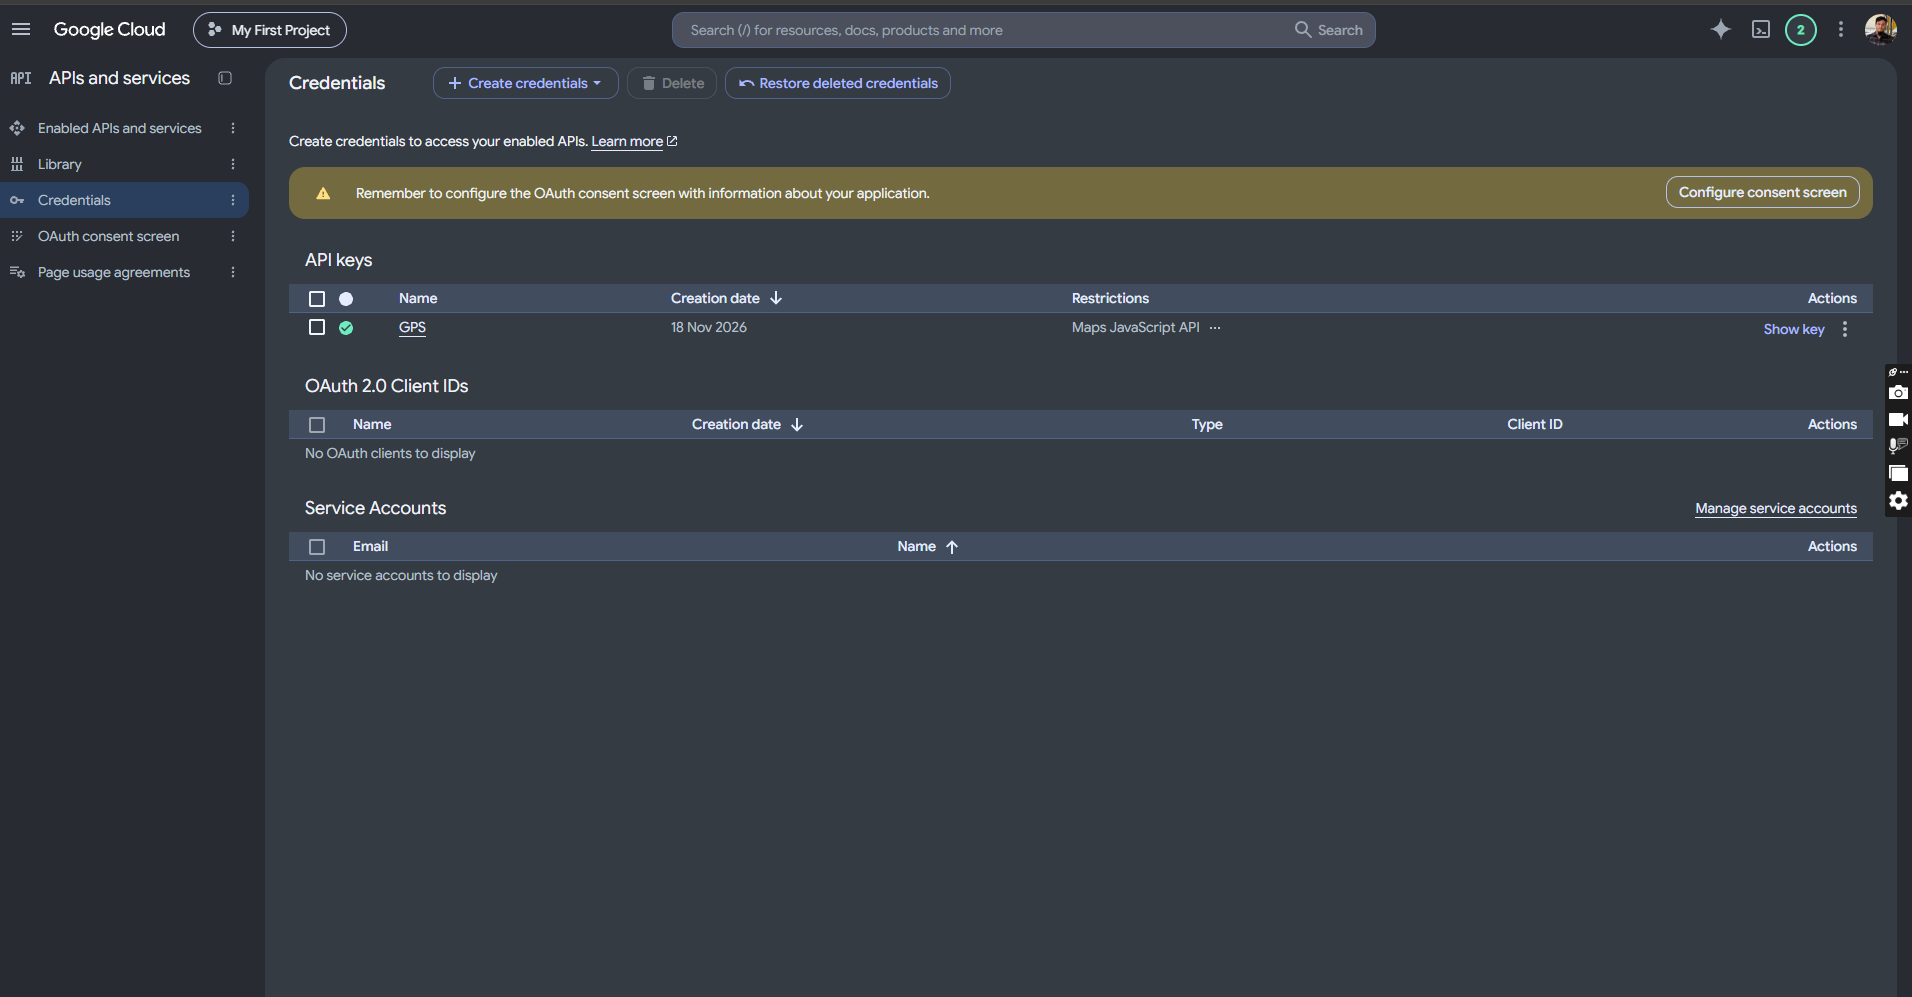 Google Cloud My First Project Search (/) for resources, docs, products and more Search 2
API APIs and services
Enabled APIs and services
Library
Credentials
OAuth consent screen
Page usage agreements
Credentials Create credentials Delete Restore deleted credentials
Create credentials to access your enabled APIs. Learn more
Remember to configure the OAuth consent screen with information about your application. Configure consent screen
API keys
Name Creation date Restrictions Actions
GPS 18 Nov 2026 Maps JavaScript API ... Show key
OAuth 2.0 Client IDs
Name Creation date Type Client ID Actions
No OAuth clients to display
Service Accounts Manage service accounts
Email Name Actions
No service accounts to display